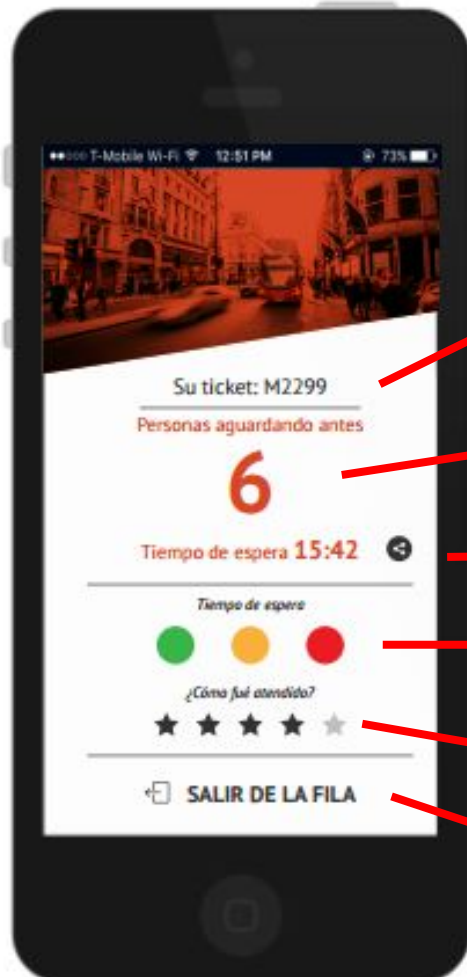 T-Mobile Wi-Fi 12:51 PM 73%
Su ticket: M2299
Personas aguardando antes
6
Tiempo de espera 15:42
Tiempo de espera
¿Cómo fué atendido?
SALIR DE LA FILA